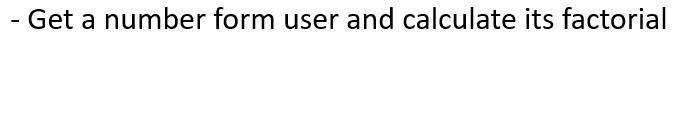 - Get a number form user and calculate its factorial